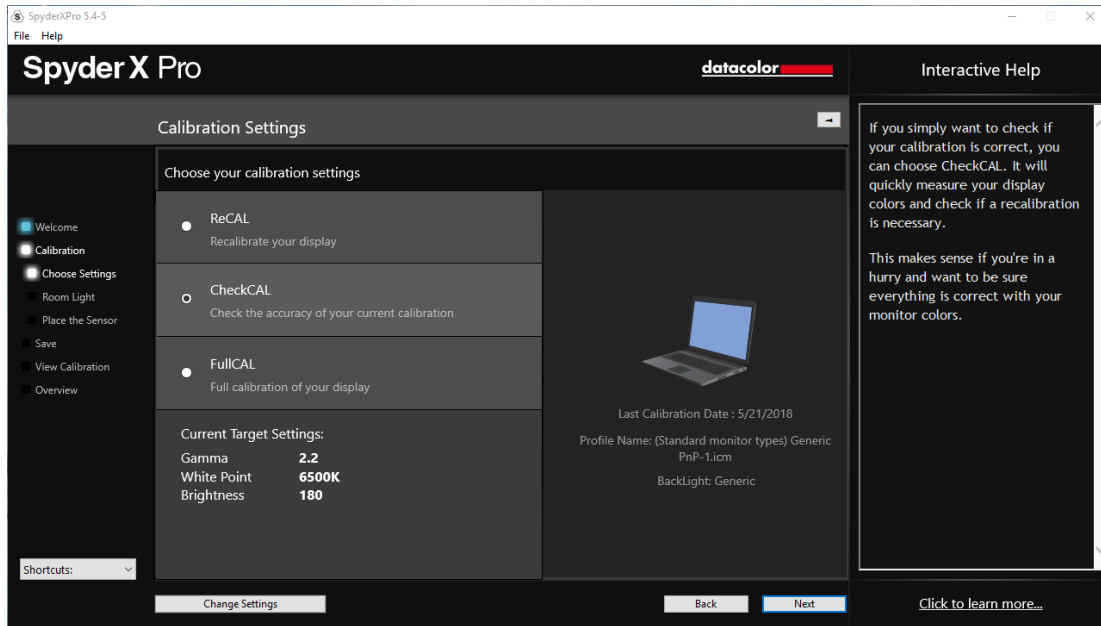 SpyderXPro 5.4-5
File Help
Spyder X Pro
datacolor
Interactive Help
Calibration Settings
Choose your calibration settings
Welcome
Calibration
Choose Settings
Room Light
Place the Sensor
Save
View Calibration
Overview
Shortcuts:
ReCAL
Recalibrate your display
CheckCAL
Check the accuracy of your current calibration
FullCAL
Full calibration of your display
Current Target Settings:
Gamma 2.2
White Point 6500K
Brightness 180
Last Calibration Date : 5/21/2018
Profile Name: (Standard monitor types) Generic
PnP-1.icm
BackLight: Generic
If you simply want to check if
your calibration is correct, you
can choose CheckCAL. It will
quickly measure your display
colors and check if a recalibration
is necessary.
This makes sense if you're in a
hurry and want to be sure
everything is correct with your
monitor colors.
Change Settings
Back
Next
Click to learn more...